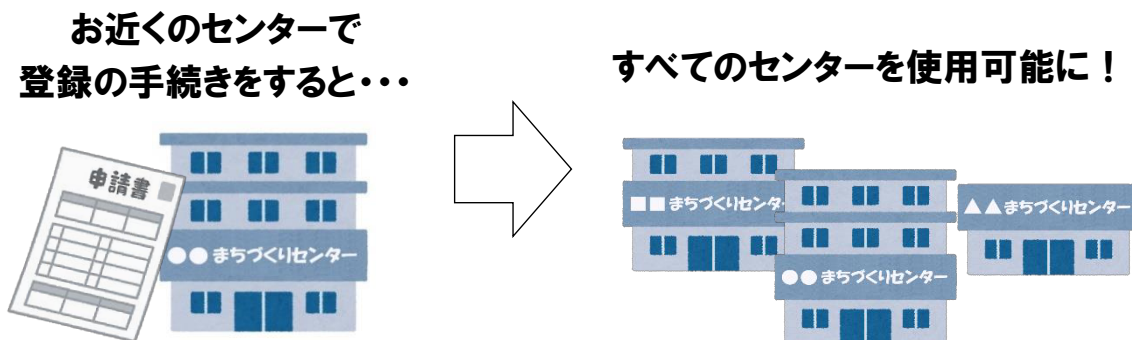 お近くのセンターで
登録の手続きをすると・・・
すべてのセンターを使用可能に！
申請書
●●まちづくりセンター
■■まちづくりセンター
●●まちづくりセンター
▲▲まちづくりセンター